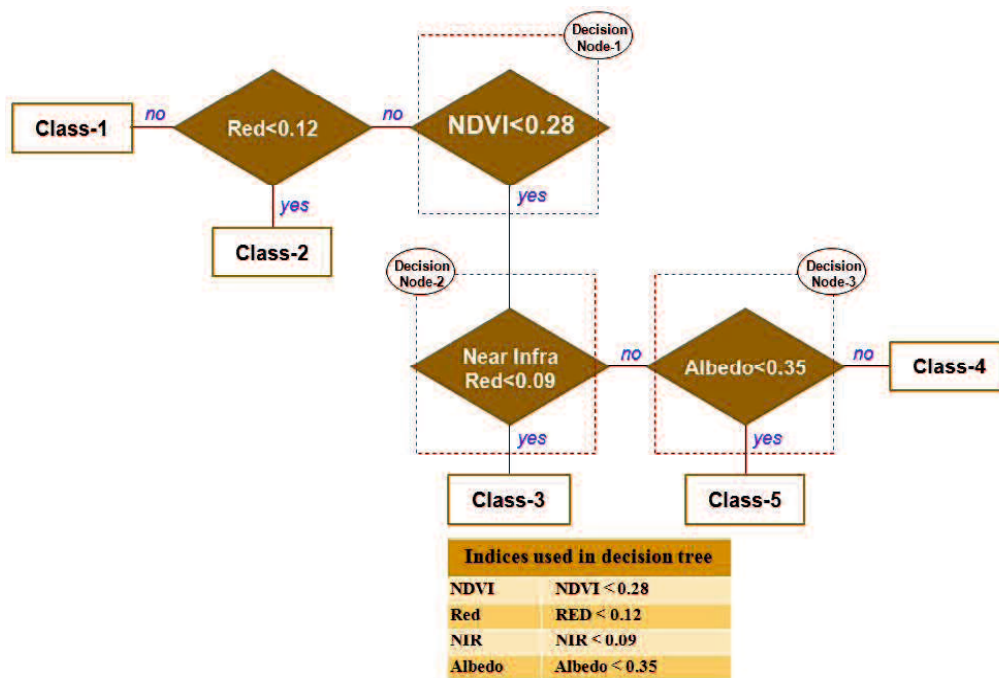 Decision
Node-1
Class-1
no
Red<0.12
no
NDVI<0.28
yes
yes
Class-2
Decision
Node-2
Decision
Node-3
Near Infra
Red<0.09
no
Albedo<0.35
no
Class-4
yes
yes
Class-3
Class-5
Indices used in decision tree
NDVI NDVI < 0.28
Red RED < 0.12
NIR NIR < 0.09
Albedo Albedo < 0.35